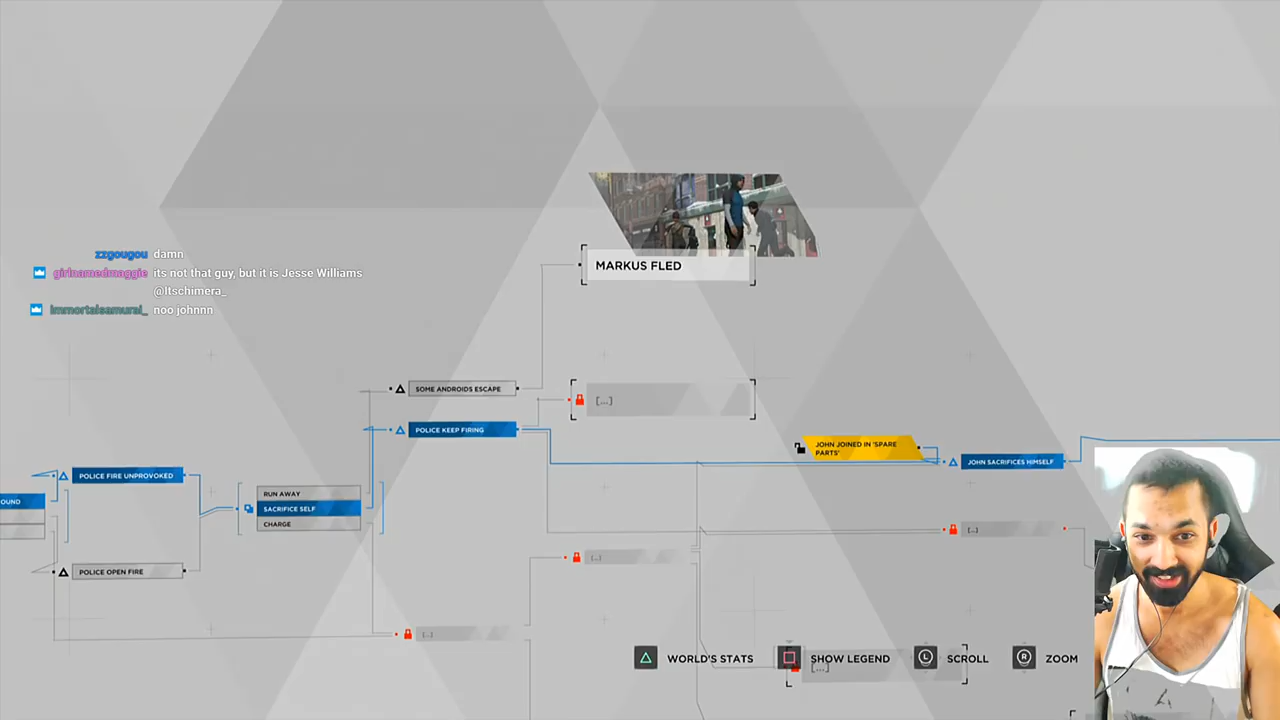 zzgougou damn
girlnamedmaggie its not that guy, but it is Jesse Williams
@Itschimera_
immortalsamurai_ noo johnnn
MARKUS FLED
SOME ANDROIDS ESCAPE
[...]
POLICE KEEP FIRING
JOHN JOINED IN 'SPARE
PARTS'
JOHN SACRIFICES HIMSELF
POLICE FIRE UNPROVOKED
OUND
RUN AWAY
SACRIFICE SELF
CHARGE
[...]
[...]
POLICE OPEN FIRE
[...]
WORLD'S STATS
SHOW LEGEND
L
SCROLL
R
ZOOM
[...]